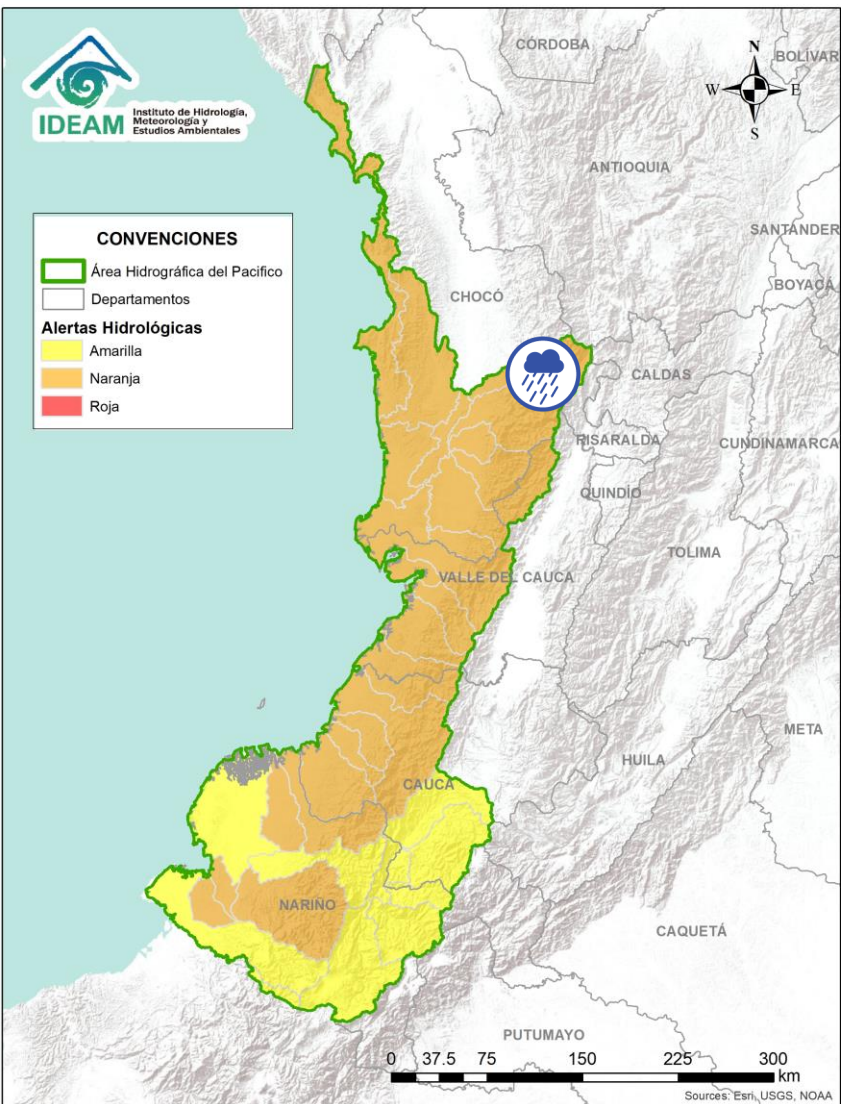 IDEAM
Instituto de Hidrología,
Meteorología y
Estudios Ambientales
CÓRDOBA
N
BOLÍVAR
W
E
S
ANTIOQUIA
SANTANDER
CONVENCIONES
Área Hidrográfica del Pacifico
Departamentos
Alertas Hidrológicas
Amarilla
Naranja
Roja
BOYACÁ
CHOCÓ
CALDAS
RISARALDA
CUNDINAMARCA
QUINDÍO
TOLIMA
VALLE DEL CAUCA
META
HUILA
CAUCA
NARIÑO
CAQUETÁ
PUTUMAYO
0 37.5 75 150 225 300
km
Sources: Esri, USGS, NOAA